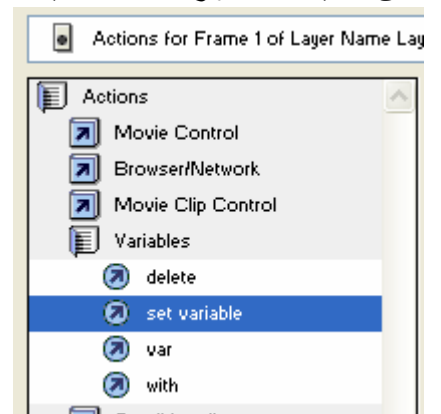 Actions for Frame 1 of Layer Name Lay
Actions
Movie Control
Browser/Network
Movie Clip Control
Variables
delete
set variable
var
with